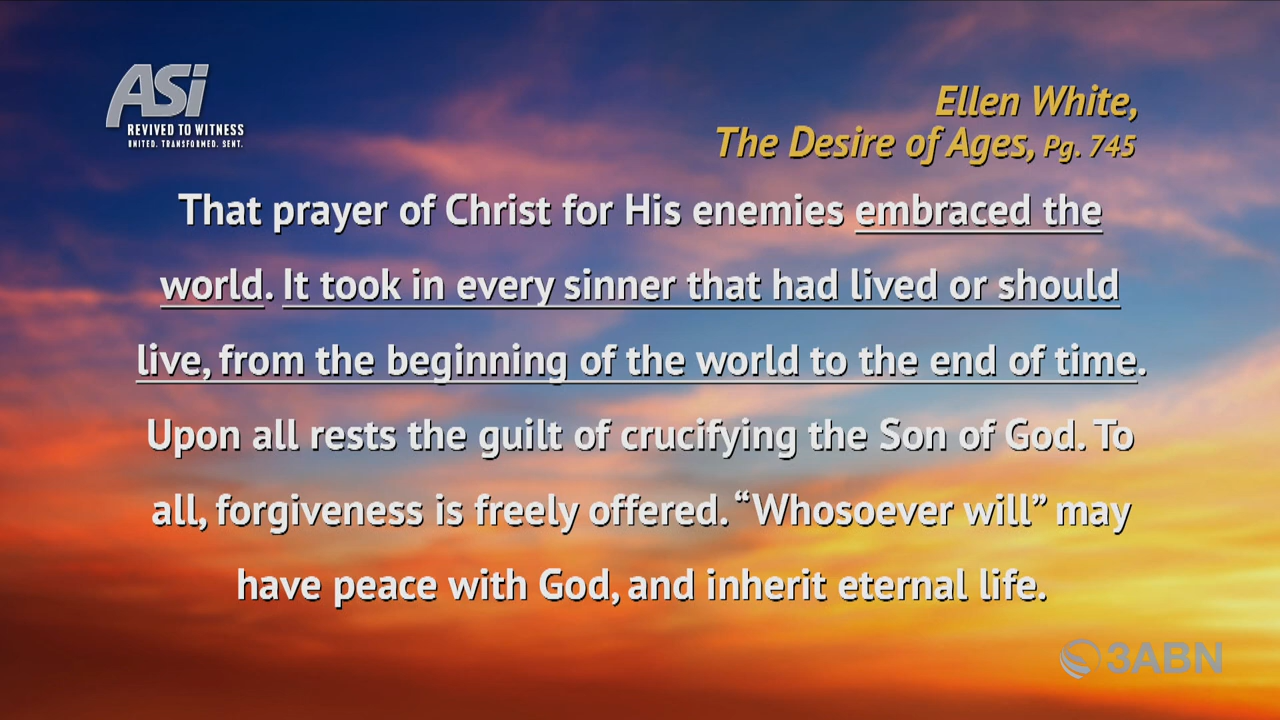 ASi
REVIVED TO WITNESS
UNITED. TRANSFORMED. SENT.
Ellen White,
The Desire of Ages, Pg. 745
That prayer of Christ for His enemies embraced the
world. It took in every sinner that had lived or should
live, from the beginning of the world to the end of time.
Upon all rests the guilt of crucifying the Son of God. To
all, forgiveness is freely offered. “Whosoever will” may
have peace with God, and inherit eternal life.
3ABN